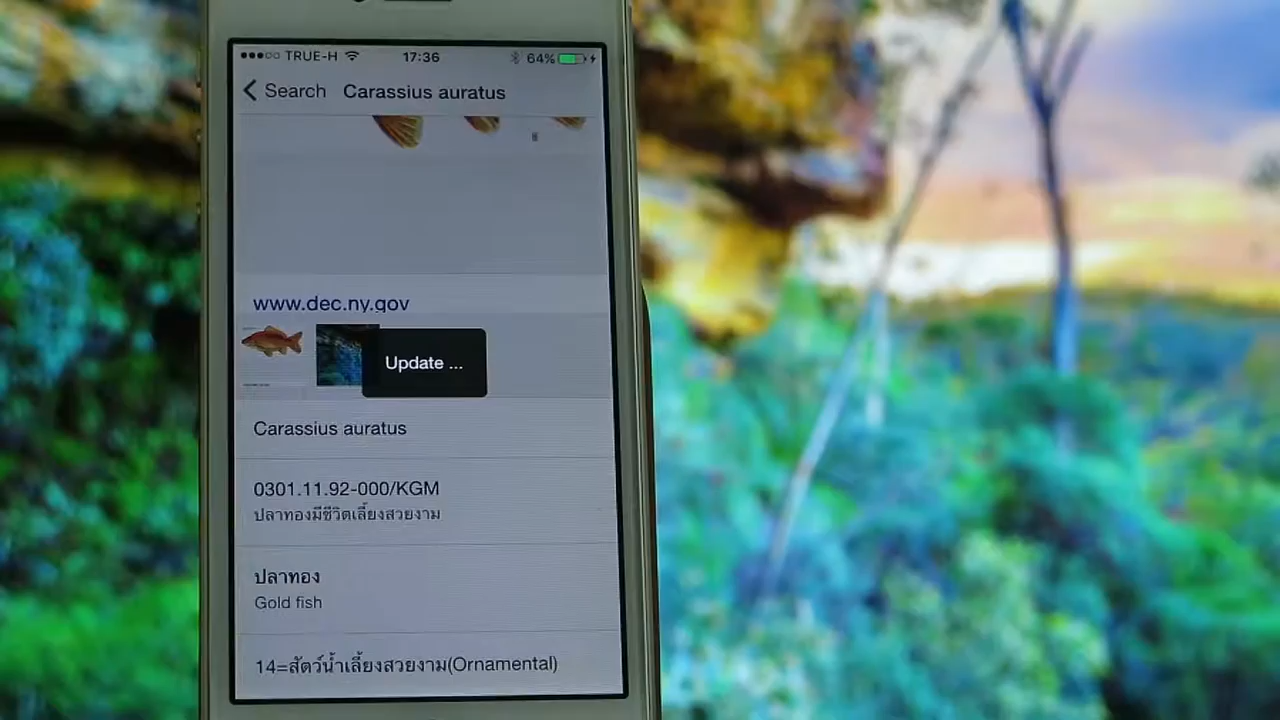 TRUE-H 17:36 64%
Search Carassius auratus
www.dec.ny.gov
Update ...
Carassius auratus
0301.11.92-000/KGM
ปลาทองมีชีวิตเลี้ยงสวยงาม
ปลาทอง
Gold fish
14=สัตว์น้ำเลี้ยงสวยงาม(Ornamental)